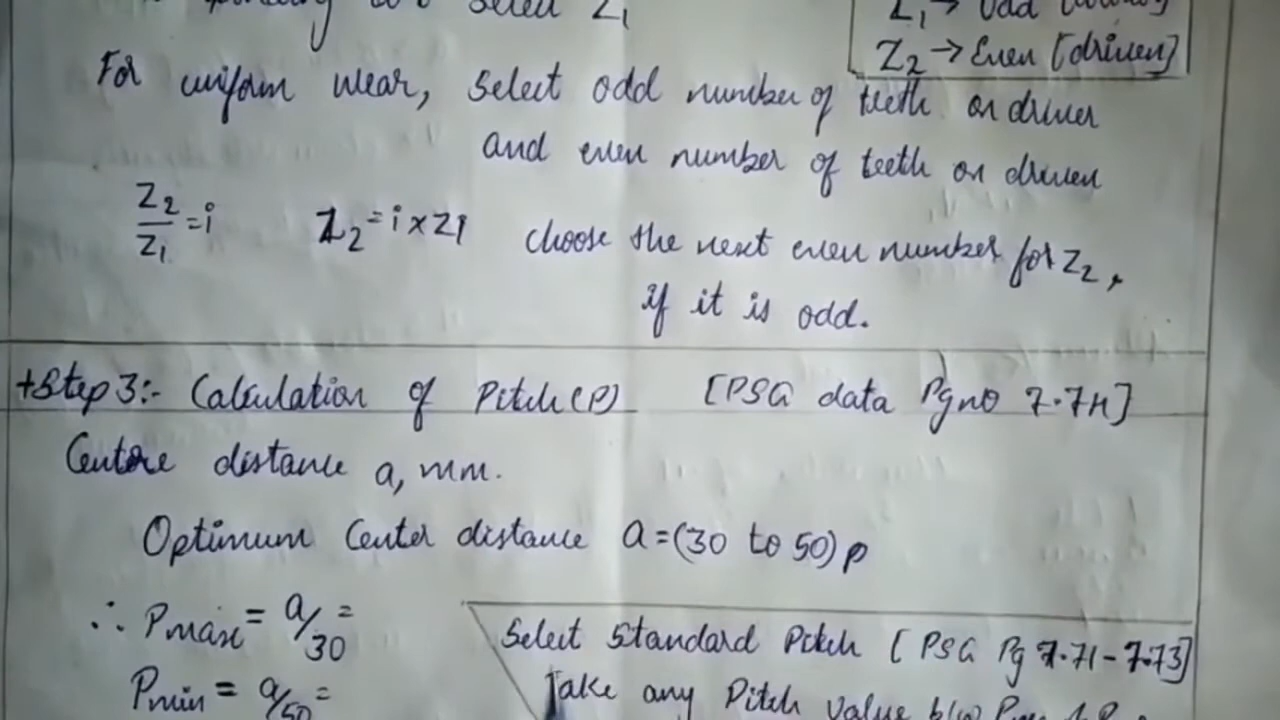 Select Z1
Z1 → Odd
Z2 → Even [driven]
For uniform wear, select odd number of teeth on driver
and even number of teeth on driven
Z2/Z1 = i Z2 = i x Z1 choose the next even number for Z2,
if it is odd.
+Step 3:- Calculation of Pitch (P) [PSG data Pg no 7.74]
Centre distance a, mm.
Optimum Center distance a = (30 to 50) p
∴ Pmax = a/30 =
Pmin = a/50 =
Select Standard Pitch [PSG Pg 7.71-7.73]
Take any Pitch value b/w